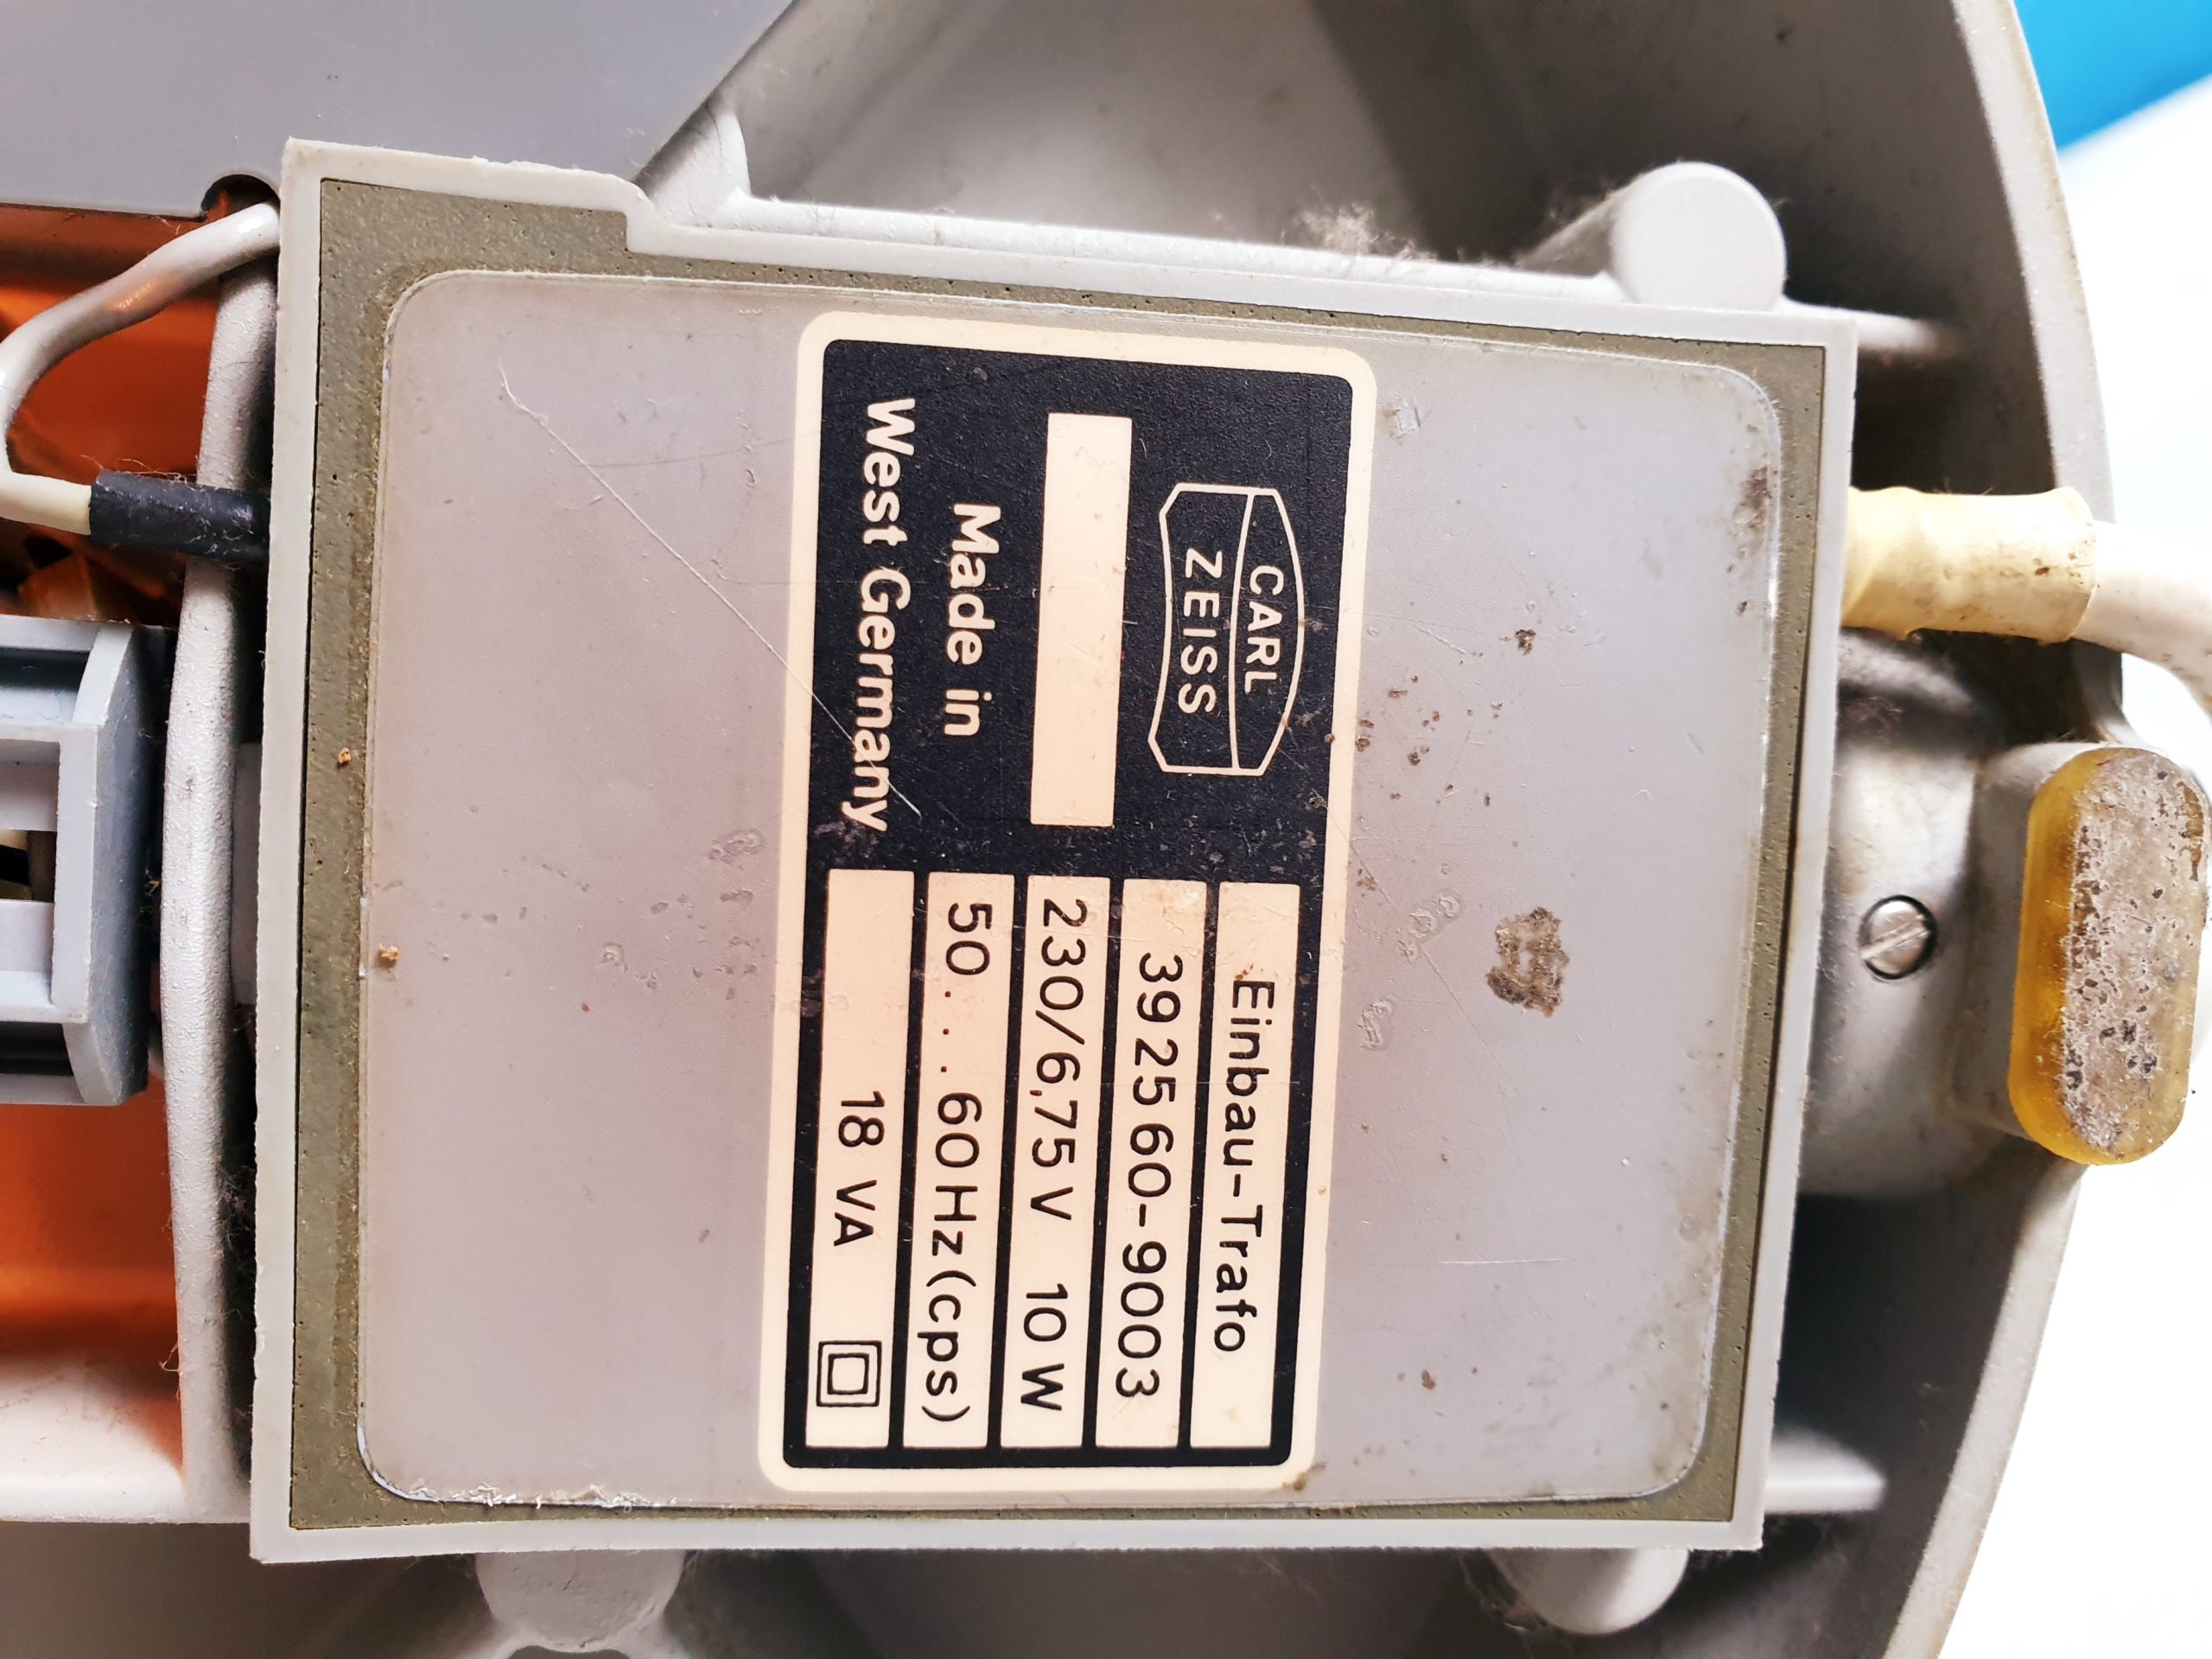 CARL
ZEISS
Made in
West Germany
Einbau-Trafo
39 25 60-9003
230/6,75 V 10 W
50...60 Hz (cps)
18 VA